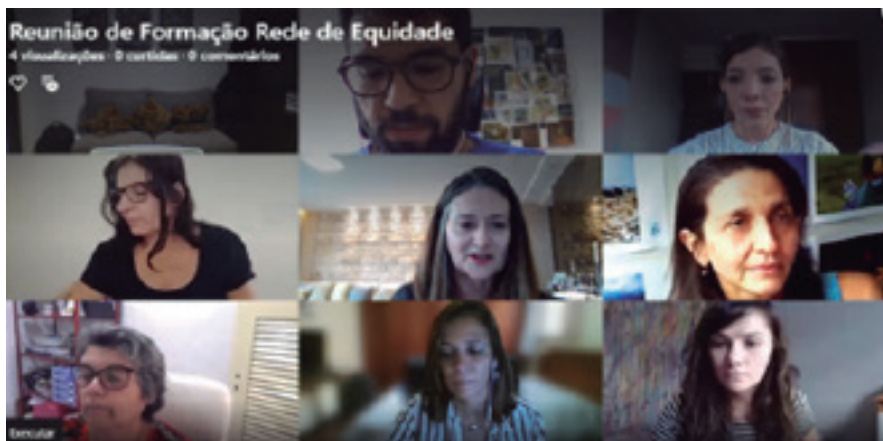 Reunião de Formação Rede de Equidade
4 visualizações · 0 curtidas · 0 comentários
Executar